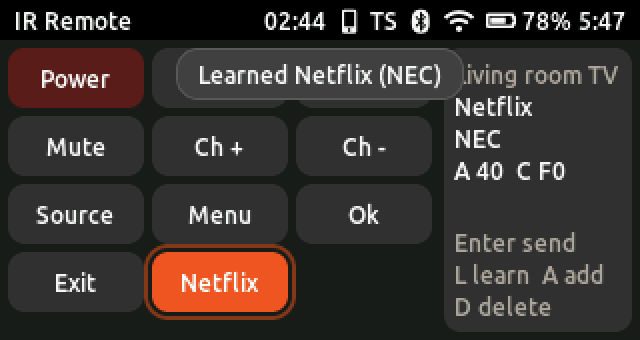 IR Remote 02:44 TS 78% 5:47
Power
Learned Netflix (NEC)
iving room TV
Netflix
NEC
A 40 C F0
Mute Ch + Ch -
Source Menu Ok
Exit Netflix
Enter send
L learn A add
D delete